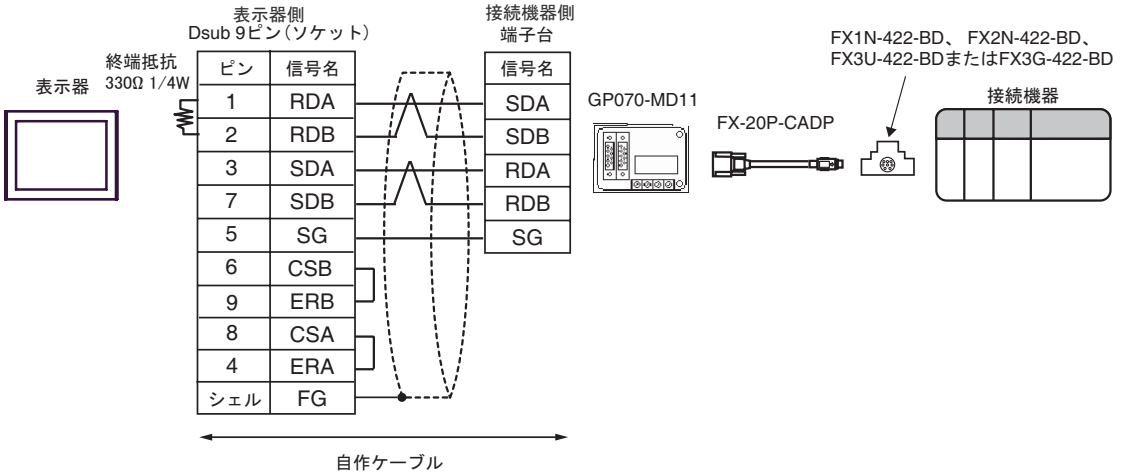 表示器側
Dsub 9ピン(ソケット)
接続機器側
端子台
終端抵抗
330Ω 1/4W
表示器
ピン 信号名 信号名
1 RDA SDA
2 RDB SDB
3 SDA RDA
7 SDB RDB
5 SG SG
6 CSB
9 ERB
8 CSA
4 ERA
シェル FG
自作ケーブル
GP070-MD11
FX-20P-CADP
FX1N-422-BD、 FX2N-422-BD、
FX3U-422-BDまたはFX3G-422-BD
接続機器